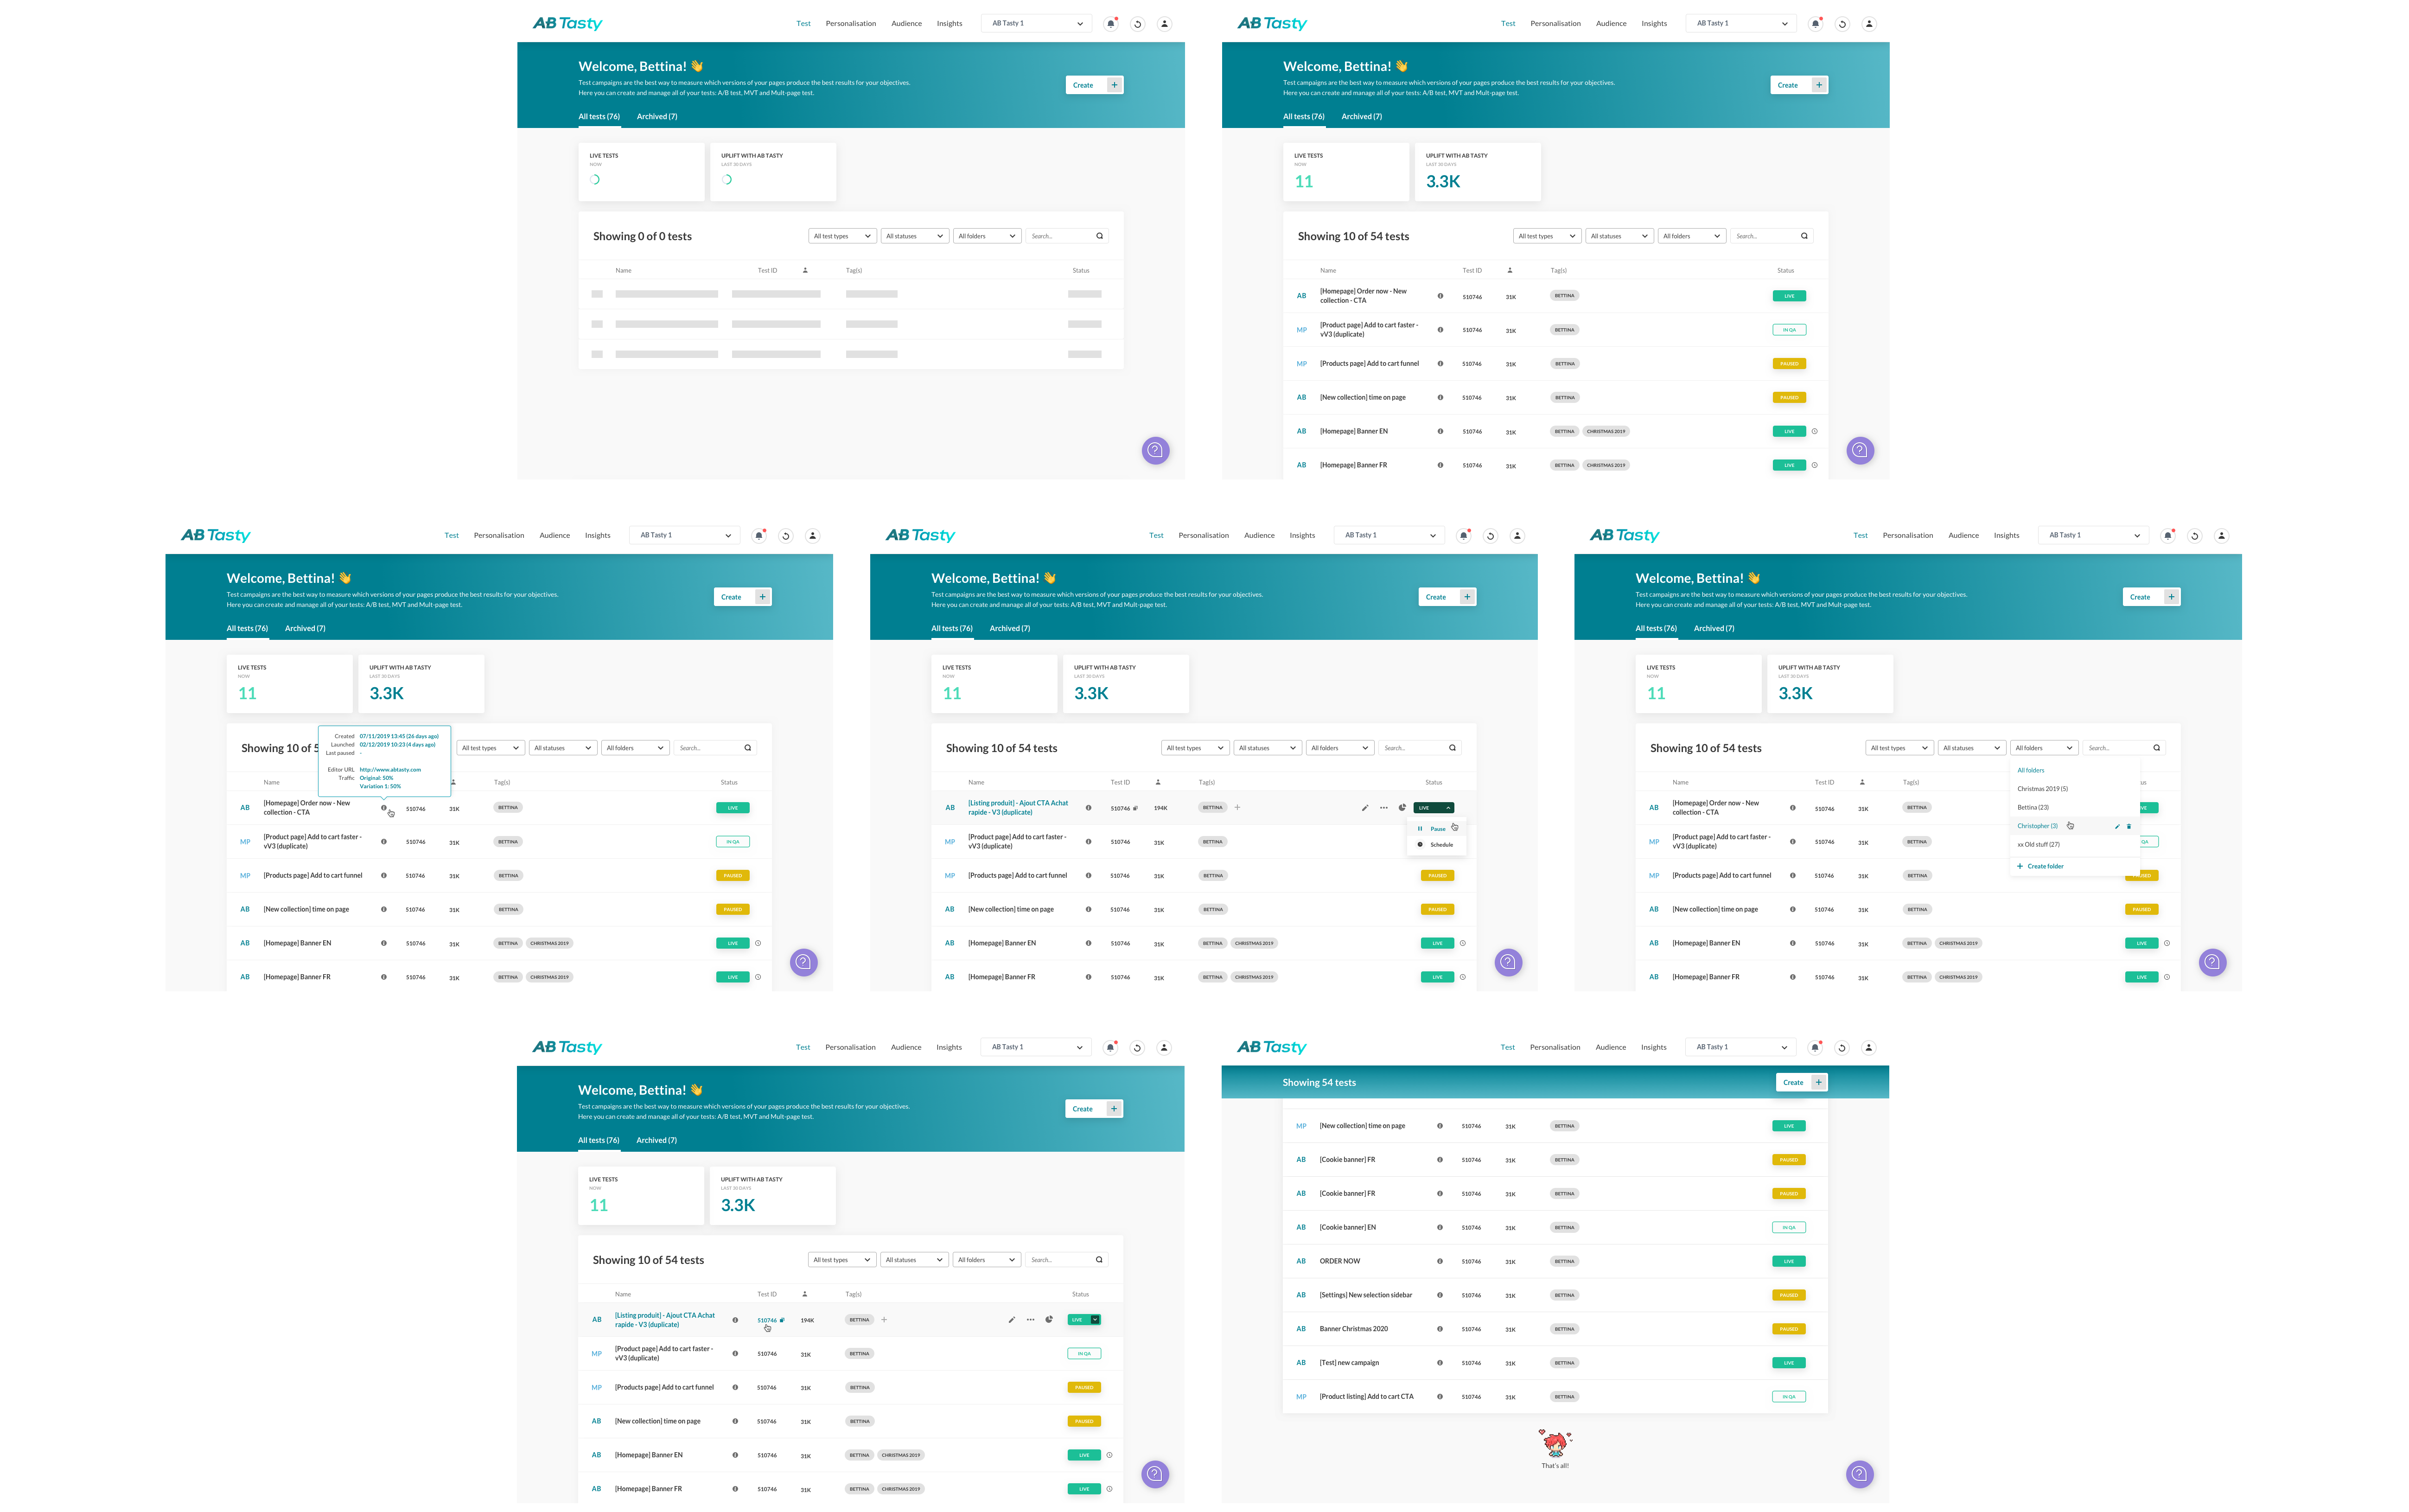 AB Tasty
Test Personalisation Audience Insights AB Tasty 1
Welcome, Bettina! 👋
Test campaigns are the best way to measure which versions of your pages produce the best results for your objectives.
Here you can create and manage all of your tests: A/B test, MVT and Mult-page test.
Create +
All tests (76) Archived (7)
LIVE TESTS
NOW
UPLIFT WITH AB TASTY
LAST 30 DAYS
Showing 0 of 0 tests
All test types All statuses All folders Search...
Name Test ID Tag(s) Status
AB Tasty
Test Personalisation Audience Insights AB Tasty 1
Welcome, Bettina! 👋
Test campaigns are the best way to measure which versions of your pages produce the best results for your objectives.
Here you can create and manage all of your tests: A/B test, MVT and Mult-page test.
Create +
All tests (76) Archived (7)
LIVE TESTS
NOW
11
UPLIFT WITH AB TASTY
LAST 30 DAYS
3.3K
Showing 10 of 54 tests
All test types All statuses All folders Search...
Name Test ID Tag(s) Status
AB [Homepage] Order now - New
collection - CTA 510746 31K BETTINA LIVE
MP [Product page] Add to cart faster -
vV3 (duplicate) 510746 31K BETTINA IN QA
MP [Products page] Add to cart funnel 510746 31K BETTINA PAUSED
AB [New collection] time on page 510746 31K BETTINA PAUSED
AB [Homepage] Banner EN 510746 31K BETTINA CHRISTMAS 2019 LIVE
AB [Homepage] Banner FR 510746 31K BETTINA CHRISTMAS 2019 LIVE
AB Tasty
Test Personalisation Audience Insights AB Tasty 1
Welcome, Bettina! 👋
Test campaigns are the best way to measure which versions of your pages produce the best results for your objectives.
Here you can create and manage all of your tests: A/B test, MVT and Mult-page test.
Create +
All tests (76) Archived (7)
LIVE TESTS
NOW
11
UPLIFT WITH AB TASTY
LAST 30 DAYS
3.3K
Showing 10 of 5
Created 07/11/2019 13:45 (26 days ago)
Launched 02/12/2019 10:23 (4 days ago)
Last paused -
Editor URL http://www.abtasty.com
Traffic Original: 50%
Variation 1: 50%
All test types All statuses All folders Search...
Name Tag(s) Status
AB [Homepage] Order now - New
collection - CTA 510746 31K BETTINA LIVE
MP [Product page] Add to cart faster -
vV3 (duplicate) 510746 31K BETTINA IN QA
MP [Products page] Add to cart funnel 510746 31K BETTINA PAUSED
AB [New collection] time on page 510746 31K BETTINA PAUSED
AB [Homepage] Banner EN 510746 31K BETTINA CHRISTMAS 2019 LIVE
AB [Homepage] Banner FR 510746 31K BETTINA CHRISTMAS 2019 LIVE
AB Tasty
Test Personalisation Audience Insights AB Tasty 1
Welcome, Bettina! 👋
Test campaigns are the best way to measure which versions of your pages produce the best results for your objectives.
Here you can create and manage all of your tests: A/B test, MVT and Mult-page test.
Create +
All tests (76) Archived (7)
LIVE TESTS
NOW
11
UPLIFT WITH AB TASTY
LAST 30 DAYS
3.3K
Showing 10 of 54 tests
All test types All statuses All folders Search...
Name Test ID Tag(s) Status
AB [Listing produit] - Ajout CTA Achat
rapide - V3 (duplicate) 510746 194K BETTINA + LIVE
Pause
Schedule
MP [Product page] Add to cart faster -
vV3 (duplicate) 510746 31K BETTINA
MP [Products page] Add to cart funnel 510746 31K BETTINA PAUSED
AB [New collection] time on page 510746 31K BETTINA PAUSED
AB [Homepage] Banner EN 510746 31K BETTINA CHRISTMAS 2019 LIVE
AB [Homepage] Banner FR 510746 31K BETTINA CHRISTMAS 2019 LIVE
AB Tasty
Test Personalisation Audience Insights AB Tasty 1
Welcome, Bettina! 👋
Test campaigns are the best way to measure which versions of your pages produce the best results for your objectives.
Here you can create and manage all of your tests: A/B test, MVT and Mult-page test.
Create +
All tests (76) Archived (7)
LIVE TESTS
NOW
11
UPLIFT WITH AB TASTY
LAST 30 DAYS
3.3K
Showing 10 of 54 tests
All test types All statuses All folders Search...
All folders
Christmas 2019 (5)
Bettina (23)
Christopher (3)
xx Old stuff (27)
+ Create folder
Name Test ID Tag(s) tus
AB [Homepage] Order now - New
collection - CTA 510746 31K BETTINA VE
MP [Product page] Add to cart faster -
vV3 (duplicate) 510746 31K BETTINA QA
MP [Products page] Add to cart funnel 510746 31K BETTINA PAUSED
AB [New collection] time on page 510746 31K BETTINA PAUSED
AB [Homepage] Banner EN 510746 31K BETTINA CHRISTMAS 2019 LIVE
AB [Homepage] Banner FR 510746 31K BETTINA CHRISTMAS 2019 LIVE
AB Tasty
Test Personalisation Audience Insights AB Tasty 1
Welcome, Bettina! 👋
Test campaigns are the best way to measure which versions of your pages produce the best results for your objectives.
Here you can create and manage all of your tests: A/B test, MVT and Mult-page test.
Create +
All tests (76) Archived (7)
LIVE TESTS
NOW
11
UPLIFT WITH AB TASTY
LAST 30 DAYS
3.3K
Showing 10 of 54 tests
All test types All statuses All folders Search...
Name Test ID Tag(s) Status
AB [Listing produit] - Ajout CTA Achat
rapide - V3 (duplicate) 510746 194K BETTINA + LIVE
MP [Product page] Add to cart faster -
vV3 (duplicate) 510746 31K BETTINA IN QA
MP [Products page] Add to cart funnel 510746 31K BETTINA PAUSED
AB [New collection] time on page 510746 31K BETTINA PAUSED
AB [Homepage] Banner EN 510746 31K BETTINA CHRISTMAS 2019 LIVE
AB [Homepage] Banner FR 510746 31K BETTINA CHRISTMAS 2019 LIVE
AB Tasty
Test Personalisation Audience Insights AB Tasty 1
Showing 54 tests Create +
MP [New collection] time on page 510746 31K BETTINA LIVE
AB [Cookie banner] FR 510746 31K BETTINA PAUSED
AB [Cookie banner] FR 510746 31K BETTINA PAUSED
AB [Cookie banner] EN 510746 31K BETTINA IN QA
AB ORDER NOW 510746 31K BETTINA LIVE
AB [Settings] New selection sidebar 510746 31K BETTINA PAUSED
AB Banner Christmas 2020 510746 31K BETTINA PAUSED
AB [Test] new campaign 510746 31K BETTINA LIVE
MP [Product listing] Add to cart CTA 510746 31K BETTINA IN QA
That's all!